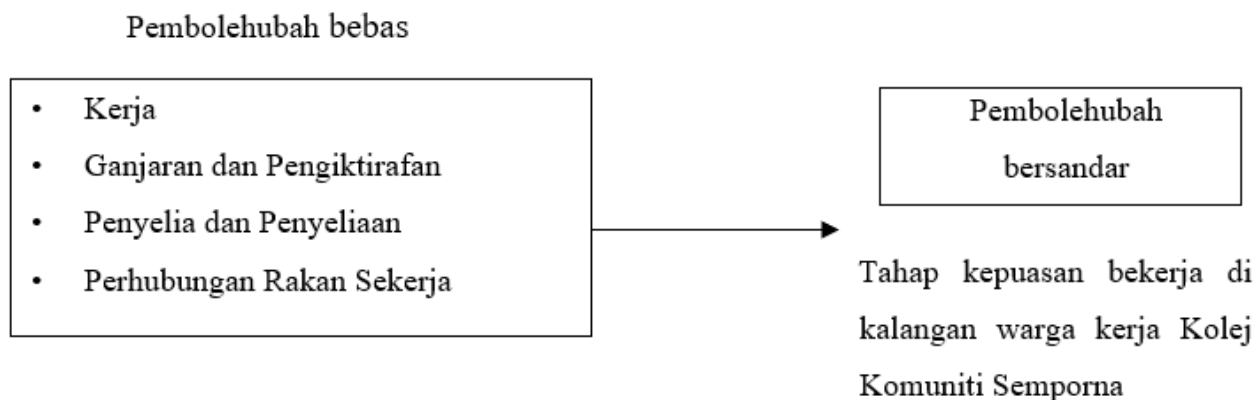 Pembolehubah bebas
• Kerja
• Ganjaran dan Pengiktirafan
• Penyelia dan Penyeliaan
• Perhubungan Rakan Sekerja
Pembolehubah
bersandar
Tahap kepuasan bekerja di
kalangan warga kerja Kolej
Komuniti Semporna